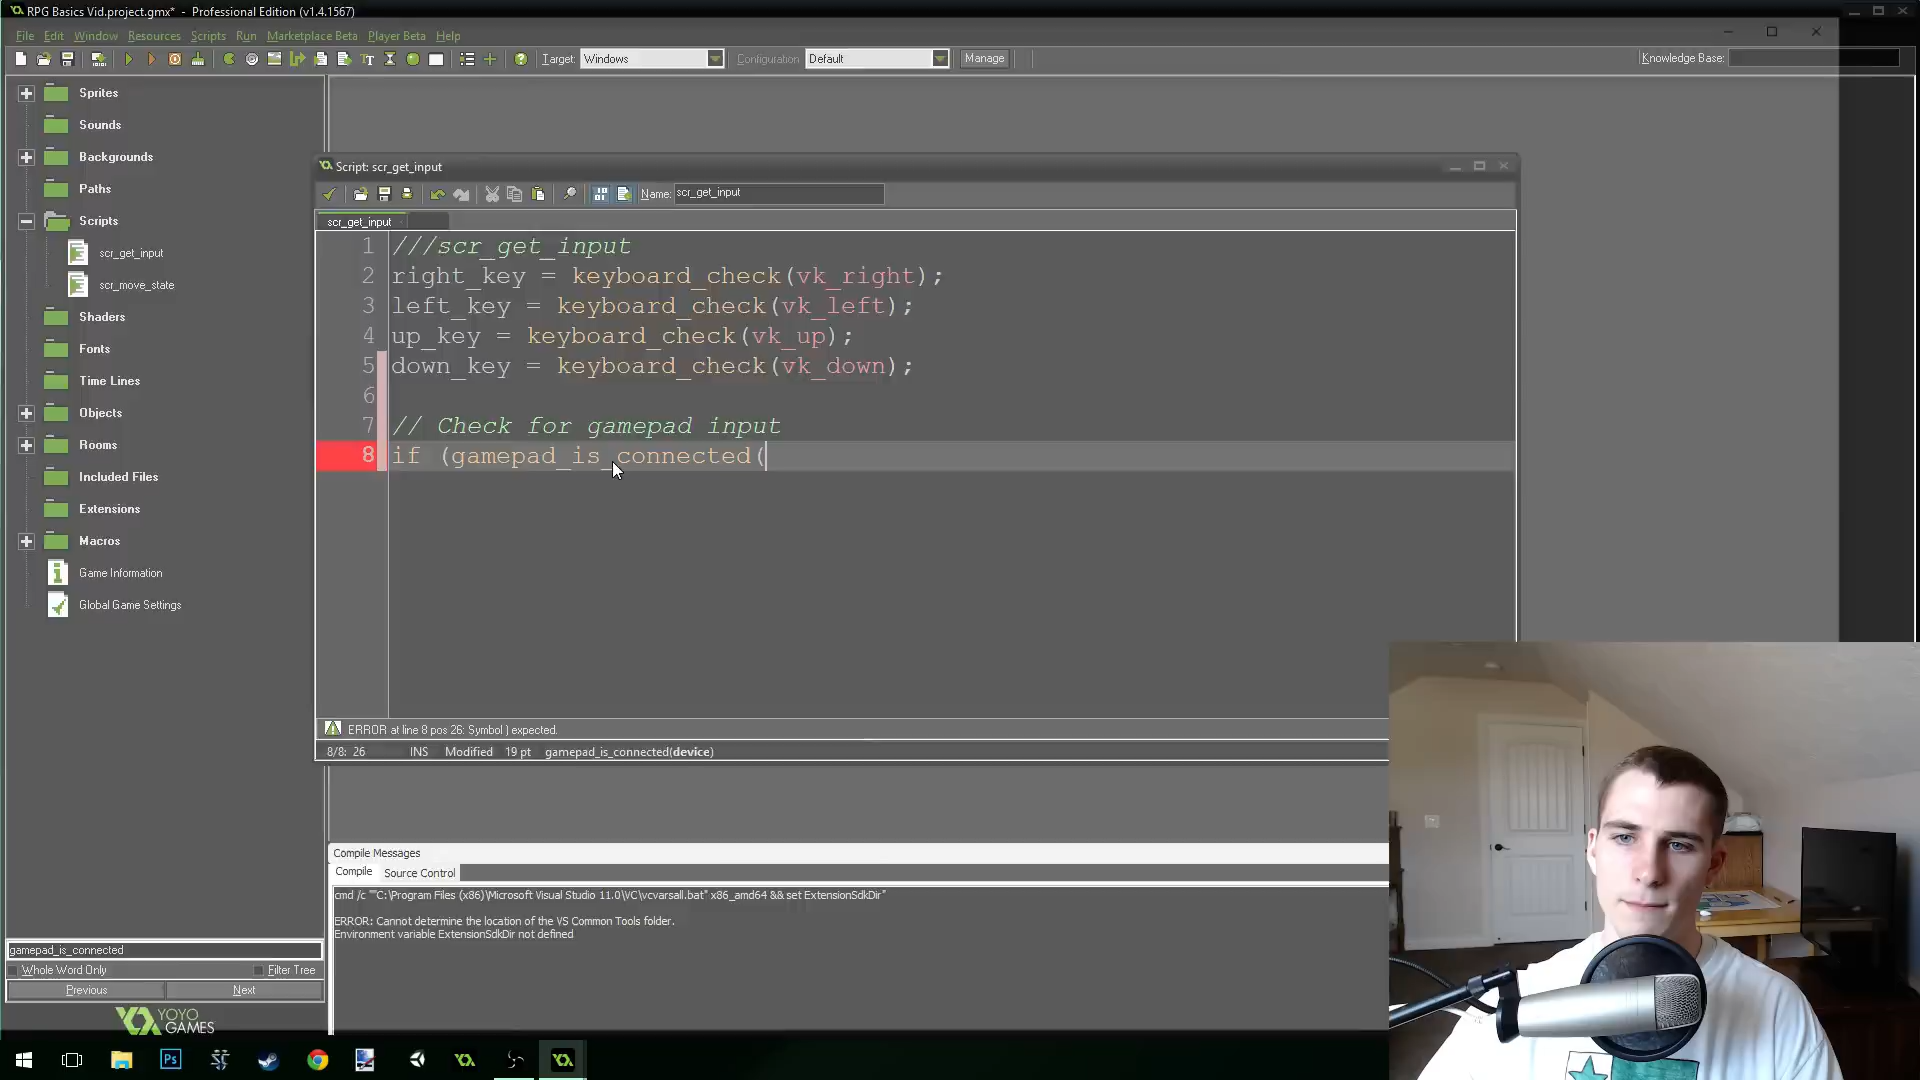 RPG Basics Vid.project.gmx* - Professional Edition (v1.4.1567)
File Edit Window Resources Scripts Run Marketplace Beta Player Beta Help
Target: Windows Configuration Default Manage Knowledge Base:
Sprites
Sounds
Backgrounds
Paths
Scripts
scr_get_input
scr_move_state
Shaders
Fonts
Time Lines
Objects
Rooms
Included Files
Extensions
Macros
Game Information
Global Game Settings
Script: scr_get_input
Name: scr_get_input
scr_get_input
1 ///scr_get_input
2 right_key = keyboard_check(vk_right);
3 left_key = keyboard_check(vk_left);
4 up_key = keyboard_check(vk_up);
5 down_key = keyboard_check(vk_down);
6
7 // Check for gamepad input
8 if (gamepad_is_connected(
ERROR at line 8 pos 26: Symbol ) expected.
8/8: 26 INS Modified 19 pt gamepad_is_connected(device)
Compile Messages
Compile Source Control
cmd /c ""C:\Program Files (x86)\Microsoft Visual Studio 11.0\VC\vcvarsall.bat" x86_amd64 && set ExtensionSdkDir"
ERROR: Cannot determine the location of the VS Common Tools folder.
Environment variable ExtensionSdkDir not defined
gamepad_is_connected
Whole Word Only Filter Tree
Previous Next
YOYO
GAMES
Ps